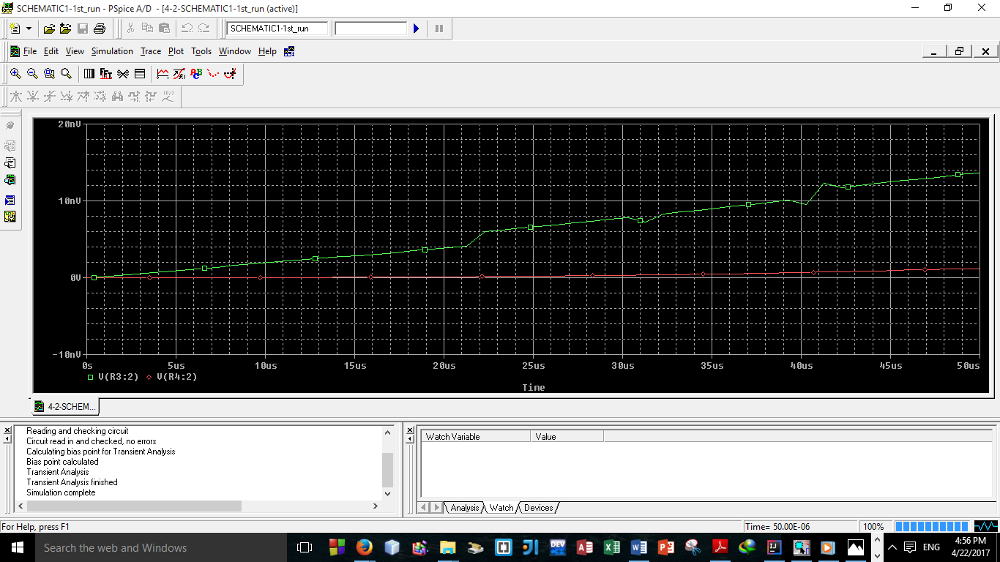 SCHEMATIC1-1st_run - PSpice A/D - [4-2-SCHEMATIC1-1st_run (active)]
SCHEMATIC1-1st_run
File Edit View Simulation Trace Plot Tools Window Help
20nV
10nV
0V
-10nV
0s 5us 10us 15us 20us 25us 30us 35us 40us 45us 50us
V(R3:2) V(R4:2)
Time
4-2-SCHEM...
Reading and checking circuit
Circuit read in and checked, no errors
Calculating bias point for Transient Analysis
Bias point calculated
Transient Analysis
Transient Analysis finished
Simulation complete
Watch Variable Value
Analysis Watch Devices
For Help, press F1
Time= 50.00E-06 100%
Search the web and Windows
DEV
ENG
4:56 PM
4/22/2017